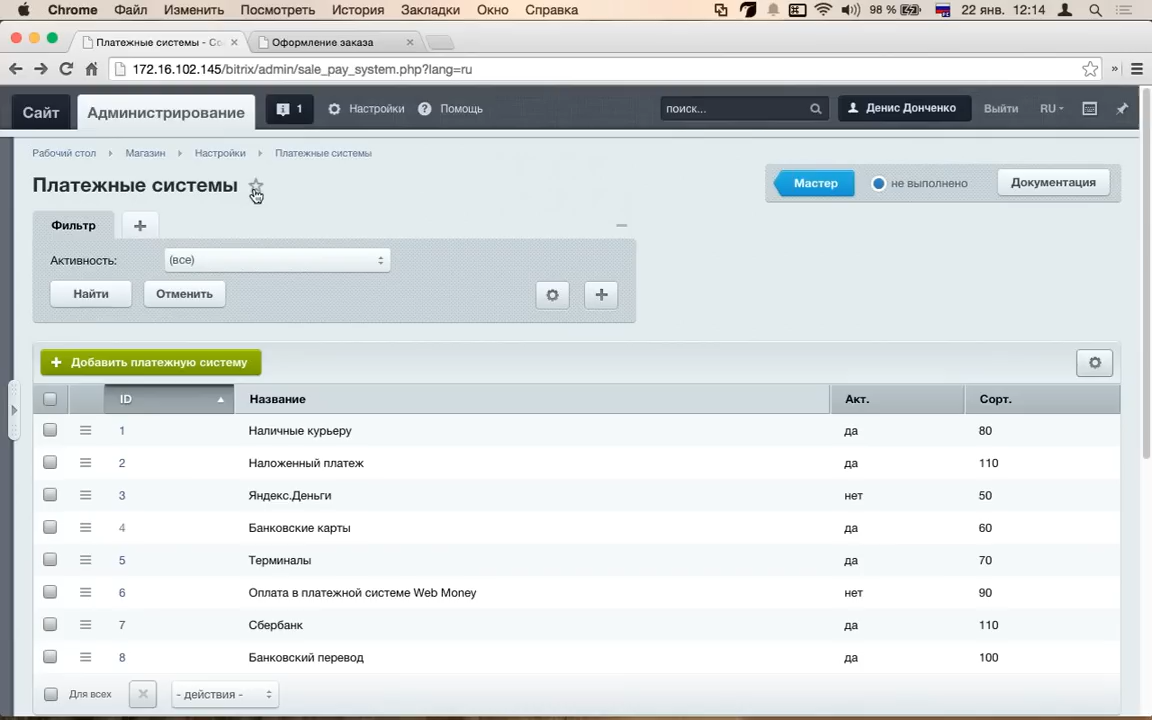 Chrome Файл Изменить Посмотреть История Закладки Окно Справка 98 % 22 янв. 12:14
Платежные системы - Со Оформление заказа
172.16.102.145/bitrix/admin/sale_pay_system.php?lang=ru »
Сайт Администрирование 1 Настройки ? Помощь поиск... Денис Донченко Выйти RU
Рабочий стол Магазин Настройки Платежные системы
Платежные системы Мастер не выполнено Документация
Фильтр
Активность: (все)
Найти Отменить
Добавить платежную систему
ID Название Акт. Сорт.
1 Наличные курьеру да 80
2 Наложенный платеж да 110
3 Яндекс.Деньги нет 50
4 Банковские карты да 60
5 Терминалы да 70
6 Оплата в платежной системе Web Money нет 90
7 Сбербанк да 110
8 Банковский перевод да 100
Для всех - действия -